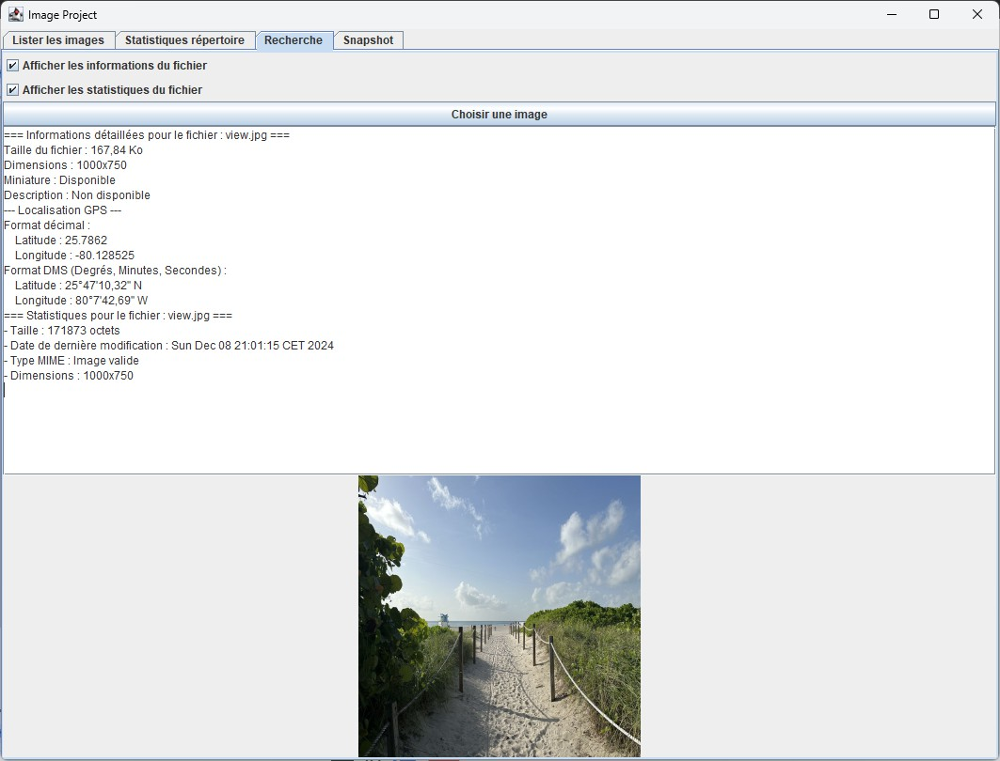 Image Project
Lister les images Statistiques répertoire Recherche Snapshot
Afficher les informations du fichier
Afficher les statistiques du fichier
Choisir une image
=== Informations détaillées pour le fichier : view.jpg ===
Taille du fichier : 167,84 Ko
Dimensions : 1000x750
Miniature : Disponible
Description : Non disponible
--- Localisation GPS ---
Format décimal :
Latitude : 25.7862
Longitude : -80.128525
Format DMS (Degrés, Minutes, Secondes) :
Latitude : 25°47'10,32" N
Longitude : 80°7'42,69" W
=== Statistiques pour le fichier : view.jpg ===
- Taille : 171873 octets
- Date de dernière modification : Sun Dec 08 21:01:15 CET 2024
- Type MIME : Image valide
- Dimensions : 1000x750